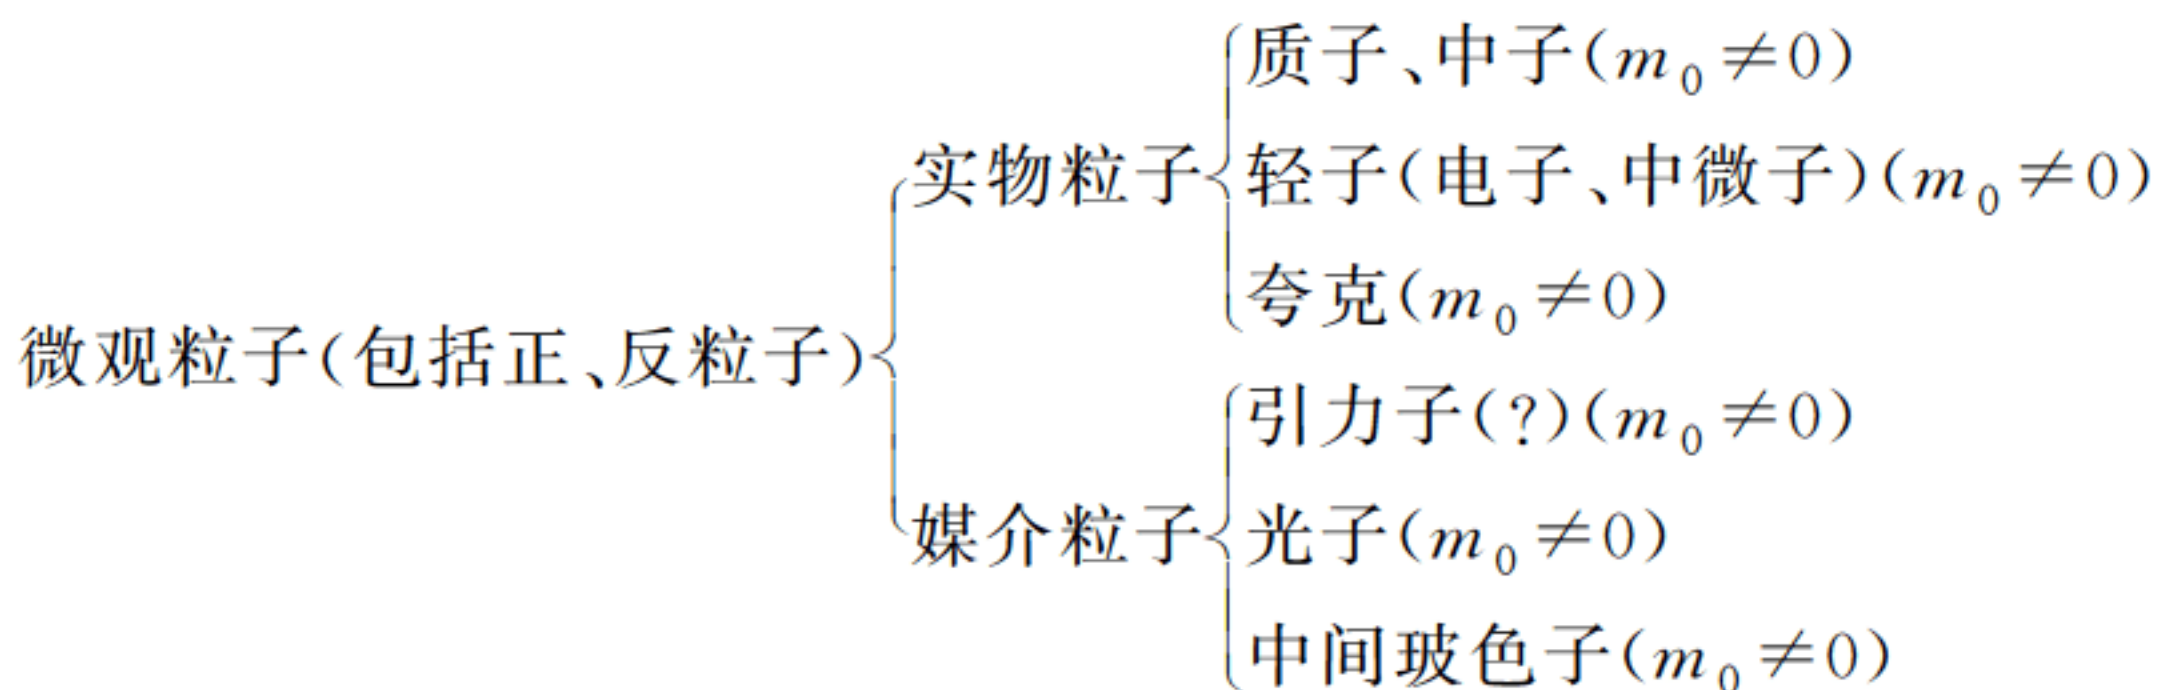 质子、中子(m₀≠0)
实物粒子 轻子(电子、中微子)(m₀≠0)
夸克(m₀≠0)
微观粒子(包括正、反粒子)
引力子(?)(m₀≠0)
媒介粒子 光子(m₀≠0)
中间玻色子(m₀≠0)